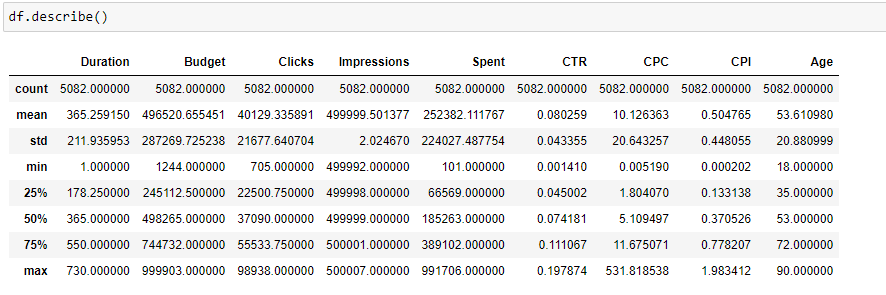 df.describe()
Duration Budget Clicks Impressions Spent CTR CPC CPI Age
count 5082.000000 5082.000000 5082.000000 5082.000000 5082.000000 5082.000000 5082.000000 5082.000000 5082.000000
mean 365.259150 496520.655451 40129.335891 499999.501377 252382.111767 0.080259 10.126363 0.504765 53.610980
std 211.935953 287269.725238 21677.640704 2.024670 224027.487754 0.043355 20.643257 0.448055 20.880999
min 1.000000 1244.000000 705.000000 499992.000000 101.000000 0.001410 0.005190 0.000202 18.000000
25% 178.250000 245112.500000 22500.750000 499998.000000 66569.000000 0.045002 1.804070 0.133138 35.000000
50% 365.000000 498265.000000 37090.000000 499999.000000 185263.000000 0.074181 5.109497 0.370526 53.000000
75% 550.000000 744732.000000 55533.750000 500001.000000 389102.000000 0.111067 11.675071 0.778207 72.000000
max 730.000000 999903.000000 98938.000000 500007.000000 991706.000000 0.197874 531.818538 1.983412 90.000000